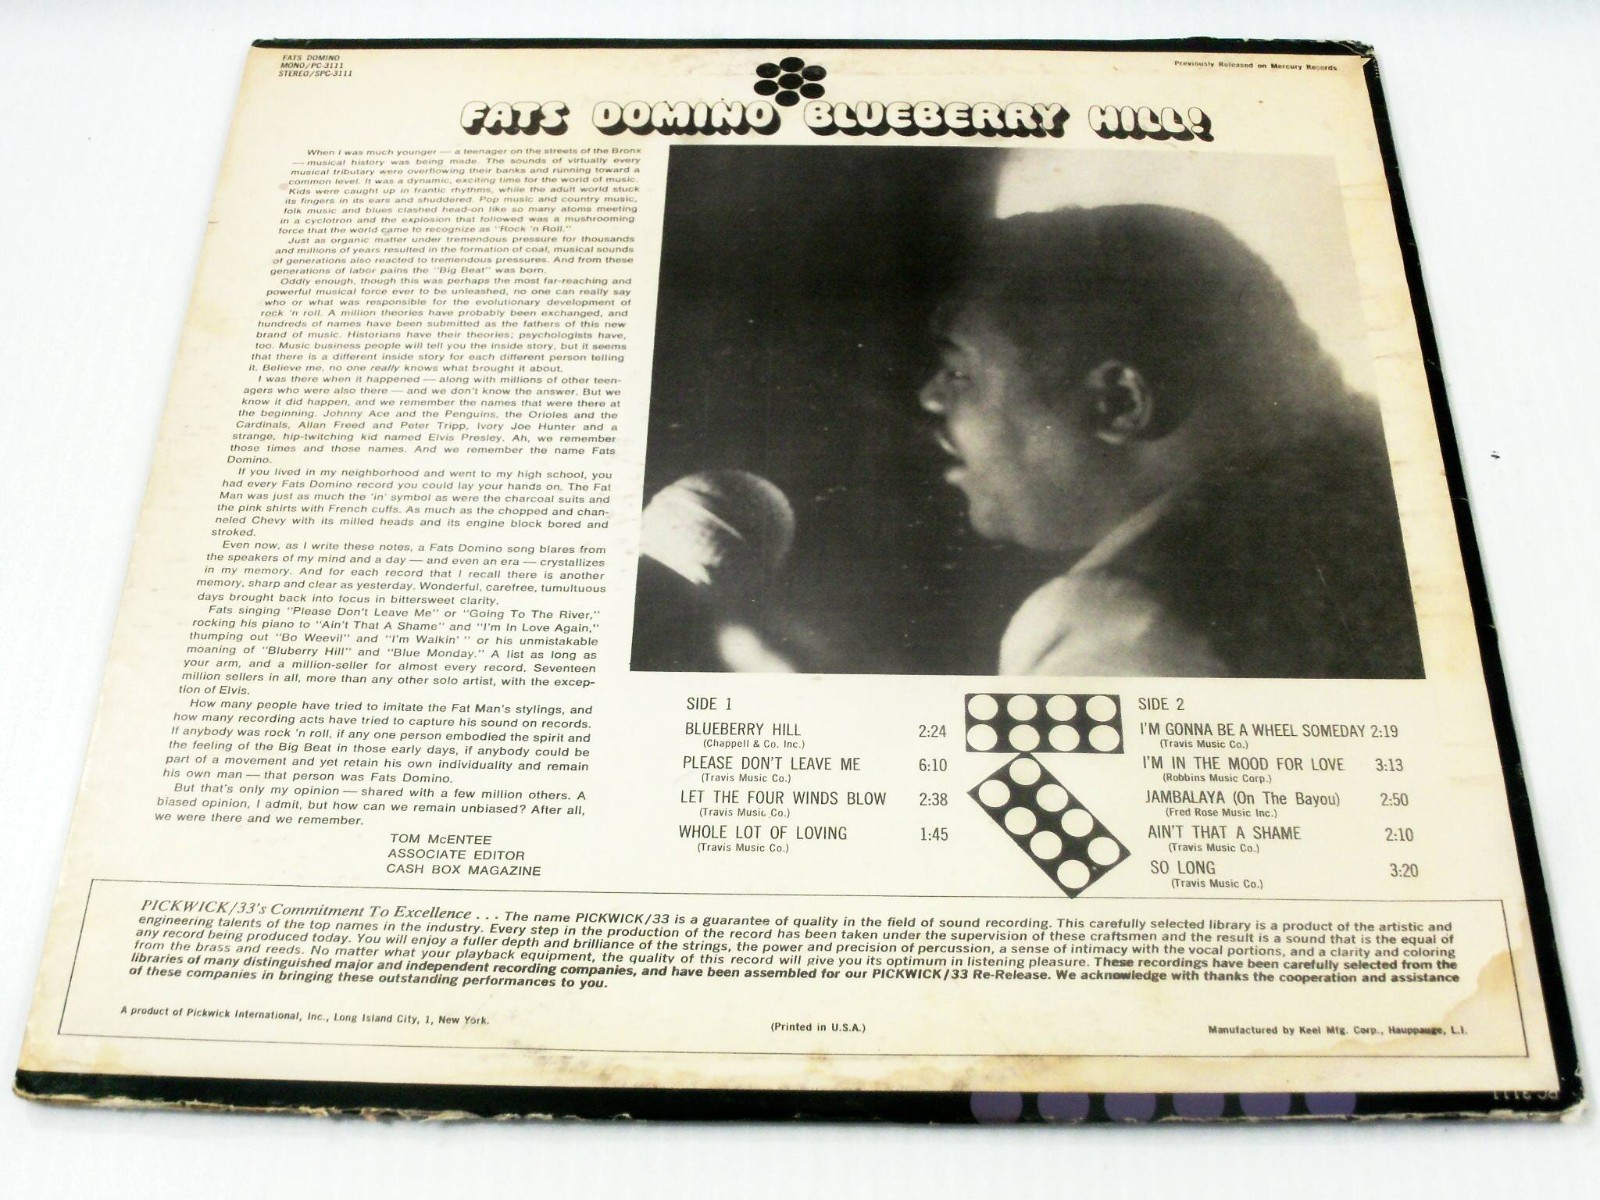 FATS DOMINO
MONO/PC-3111
STEREO/SPC-3111
Previously Released on Mercury Records
FATS DOMINO BLUEBERRY HILL!
When I was much younger — a teenager on the streets of the Bronx
— musical history was being made. The sounds of virtually every
musical tributary were overflowing their banks and running toward a
common level. It was a dynamic, exciting time for the world of music.
Kids were caught up in frantic rhythms, while the adult world stuck
its fingers in its ears and shuddered. Pop music and country music,
folk music and blues clashed head-on like so many atoms meeting
in a cyclotron and the explosion that followed was a mushrooming
force that the world came to recognize as "Rock 'n Roll."
Just as organic matter under tremendous pressure for thousands
and millions of years resulted in the formation of coal, musical sounds
of generations also reacted to tremendous pressures. And from these
generations of labor pains the "Big Beat" was born.
Oddly enough, though this was perhaps the most far-reaching and
powerful musical force ever to be unleashed, no one can really say
who or what was responsible for the evolutionary development of
rock 'n roll. A million theories have probably been exchanged, and
hundreds of names have been submitted as the fathers of this new
brand of music. Historians have their theories; psychologists have,
too. Music business people will tell you the inside story, but it seems
that there is a different inside story for each different person telling
it. Believe me, no one really knows what brought it about.
I was there when it happened — along with millions of other teen-
agers who were also there — and we don't know the answer. But we
know it did happen, and we remember the names that were there at
the beginning. Johnny Ace and the Penguins, the Orioles and the
Cardinals, Allan Freed and Peter Tripp, Ivory Joe Hunter and a
strange, hip-twitching kid named Elvis Presley. Ah, we remember
those times and those names. And we remember the name Fats
Domino.
If you lived in my neighborhood and went to my high school, you
had every Fats Domino record you could lay your hands on. The Fat
Man was just as much the 'in' symbol as were the charcoal suits and
the pink shirts with French cuffs. As much as the chopped and chan-
neled Chevy with its milled heads and its engine block bored and
stroked.
Even now, as I write these notes, a Fats Domino song blares from
the speakers of my mind and a day — and even an era — crystallizes
in my memory. And for each record that I recall there is another
memory, sharp and clear as yesterday. Wonderful, carefree, tumultuous
days brought back into focus in bittersweet clarity.
Fats singing "Please Don't Leave Me" or "Going To The River,"
rocking his piano to "Ain't That A Shame" and "I'm In Love Again,"
thumping out "Bo Weevil" and "I'm Walkin' " or his unmistakable
moaning of "Bluberry Hill" and "Blue Monday." A list as long as
your arm, and a million-seller for almost every record. Seventeen
million sellers in all, more than any other solo artist, with the excep-
tion of Elvis.
How many people have tried to imitate the Fat Man's stylings, and
how many recording acts have tried to capture his sound on records.
If anybody was rock 'n roll, if any one person embodied the spirit and
the feeling of the Big Beat in those early days, if anybody could be
part of a movement and yet retain his own individuality and remain
his own man — that person was Fats Domino.
But that's only my opinion — shared with a few million others. A
biased opinion, I admit, but how can we remain unbiased? After all,
we were there and we remember.
TOM McENTEE
ASSOCIATE EDITOR
CASH BOX MAGAZINE
SIDE 1
BLUEBERRY HILL 2:24
(Chappell & Co. Inc.)
PLEASE DON'T LEAVE ME 6:10
(Travis Music Co.)
LET THE FOUR WINDS BLOW 2:38
(Travis Music Co.)
WHOLE LOT OF LOVING 1:45
(Travis Music Co.)
SIDE 2
I'M GONNA BE A WHEEL SOMEDAY 2:19
(Travis Music Co.)
I'M IN THE MOOD FOR LOVE 3:13
(Robbins Music Corp.)
JAMBALAYA (On The Bayou) 2:50
(Fred Rose Music Inc.)
AIN'T THAT A SHAME 2:10
(Travis Music Co.)
SO LONG 3:20
(Travis Music Co.)
PICKWICK/33's Commitment To Excellence . . . The name PICKWICK/33 is a guarantee of quality in the field of sound recording. This carefully selected library is a product of the artistic and
engineering talents of the top names in the industry. Every step in the production of the record has been taken under the supervision of these craftsmen and the result is a sound that is the equal of
any record being produced today. You will enjoy a fuller depth and brilliance of the strings, the power and precision of percussion, a sense of intimacy with the vocal portions, and a clarity and coloring
from the brass and reeds. No matter what your playback equipment, the quality of this record will give you its optimum in listening pleasure. These recordings have been carefully selected from the
libraries of many distinguished major and independent recording companies, and have been assembled for our PICKWICK/33 Re-Release. We acknowledge with thanks the cooperation and assistance
of these companies in bringing these outstanding performances to you.
A product of Pickwick International, Inc., Long Island City, 1, New York.
(Printed in U.S.A.)
Manufactured by Keel Mfg. Corp., Hauppauge, L.I.
PC 3111